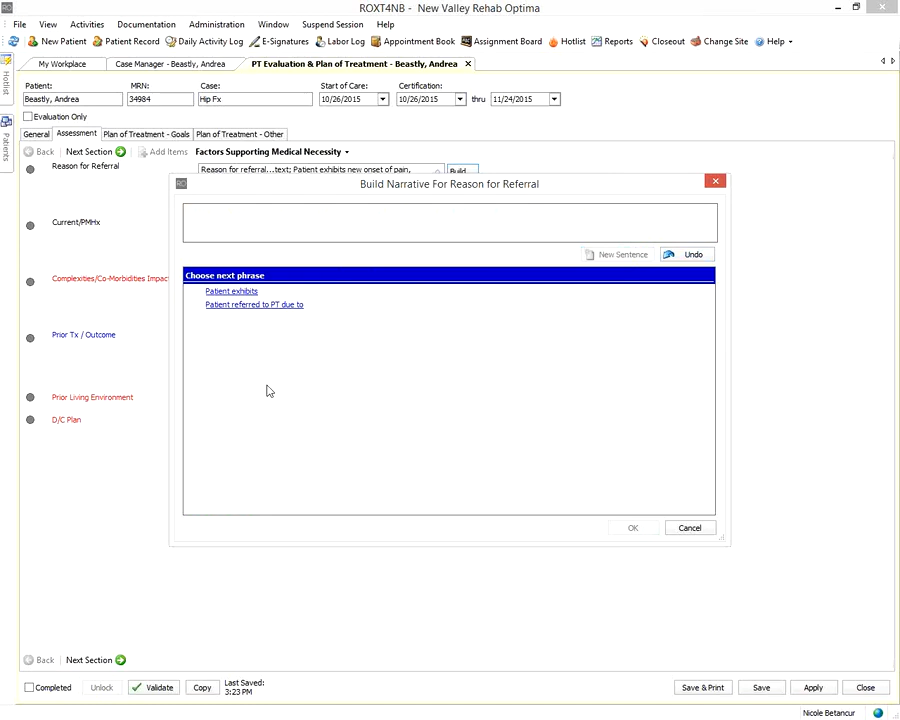 ROXT4NB - New Valley Rehab Optima
File View Activities Documentation Administration Window Suspend Session Help
New Patient Patient Record Daily Activity Log E-Signatures Labor Log Appointment Book Assignment Board Hotlist Reports Closeout Change Site Help
My Workplace Case Manager - Beastly, Andrea PT Evaluation & Plan of Treatment - Beastly, Andrea
Hotlist
Patients
Patient: MRN: Case: Start of Care: Certification:
Beastly, Andrea 34984 Hip Fx 10/26/2015 10/26/2015 thru 11/24/2015
Evaluation Only
General Assessment Plan of Treatment - Goals Plan of Treatment - Other
Back Next Section Add Items Factors Supporting Medical Necessity
Reason for Referral Reason for referral...text; Patient exhibits new onset of pain, Build
RO Build Narrative For Reason for Referral
Current/PMHx
New Sentence Undo
Choose next phrase
Complexities/Co-Morbidities Impac
Patient exhibits
Patient referred to PT due to
Prior Tx / Outcome
Prior Living Environment
D/C Plan
OK Cancel
Back Next Section
Completed Unlock Validate Copy Last Saved:
3:23 PM
Save & Print Save Apply Close
Nicole Betancur